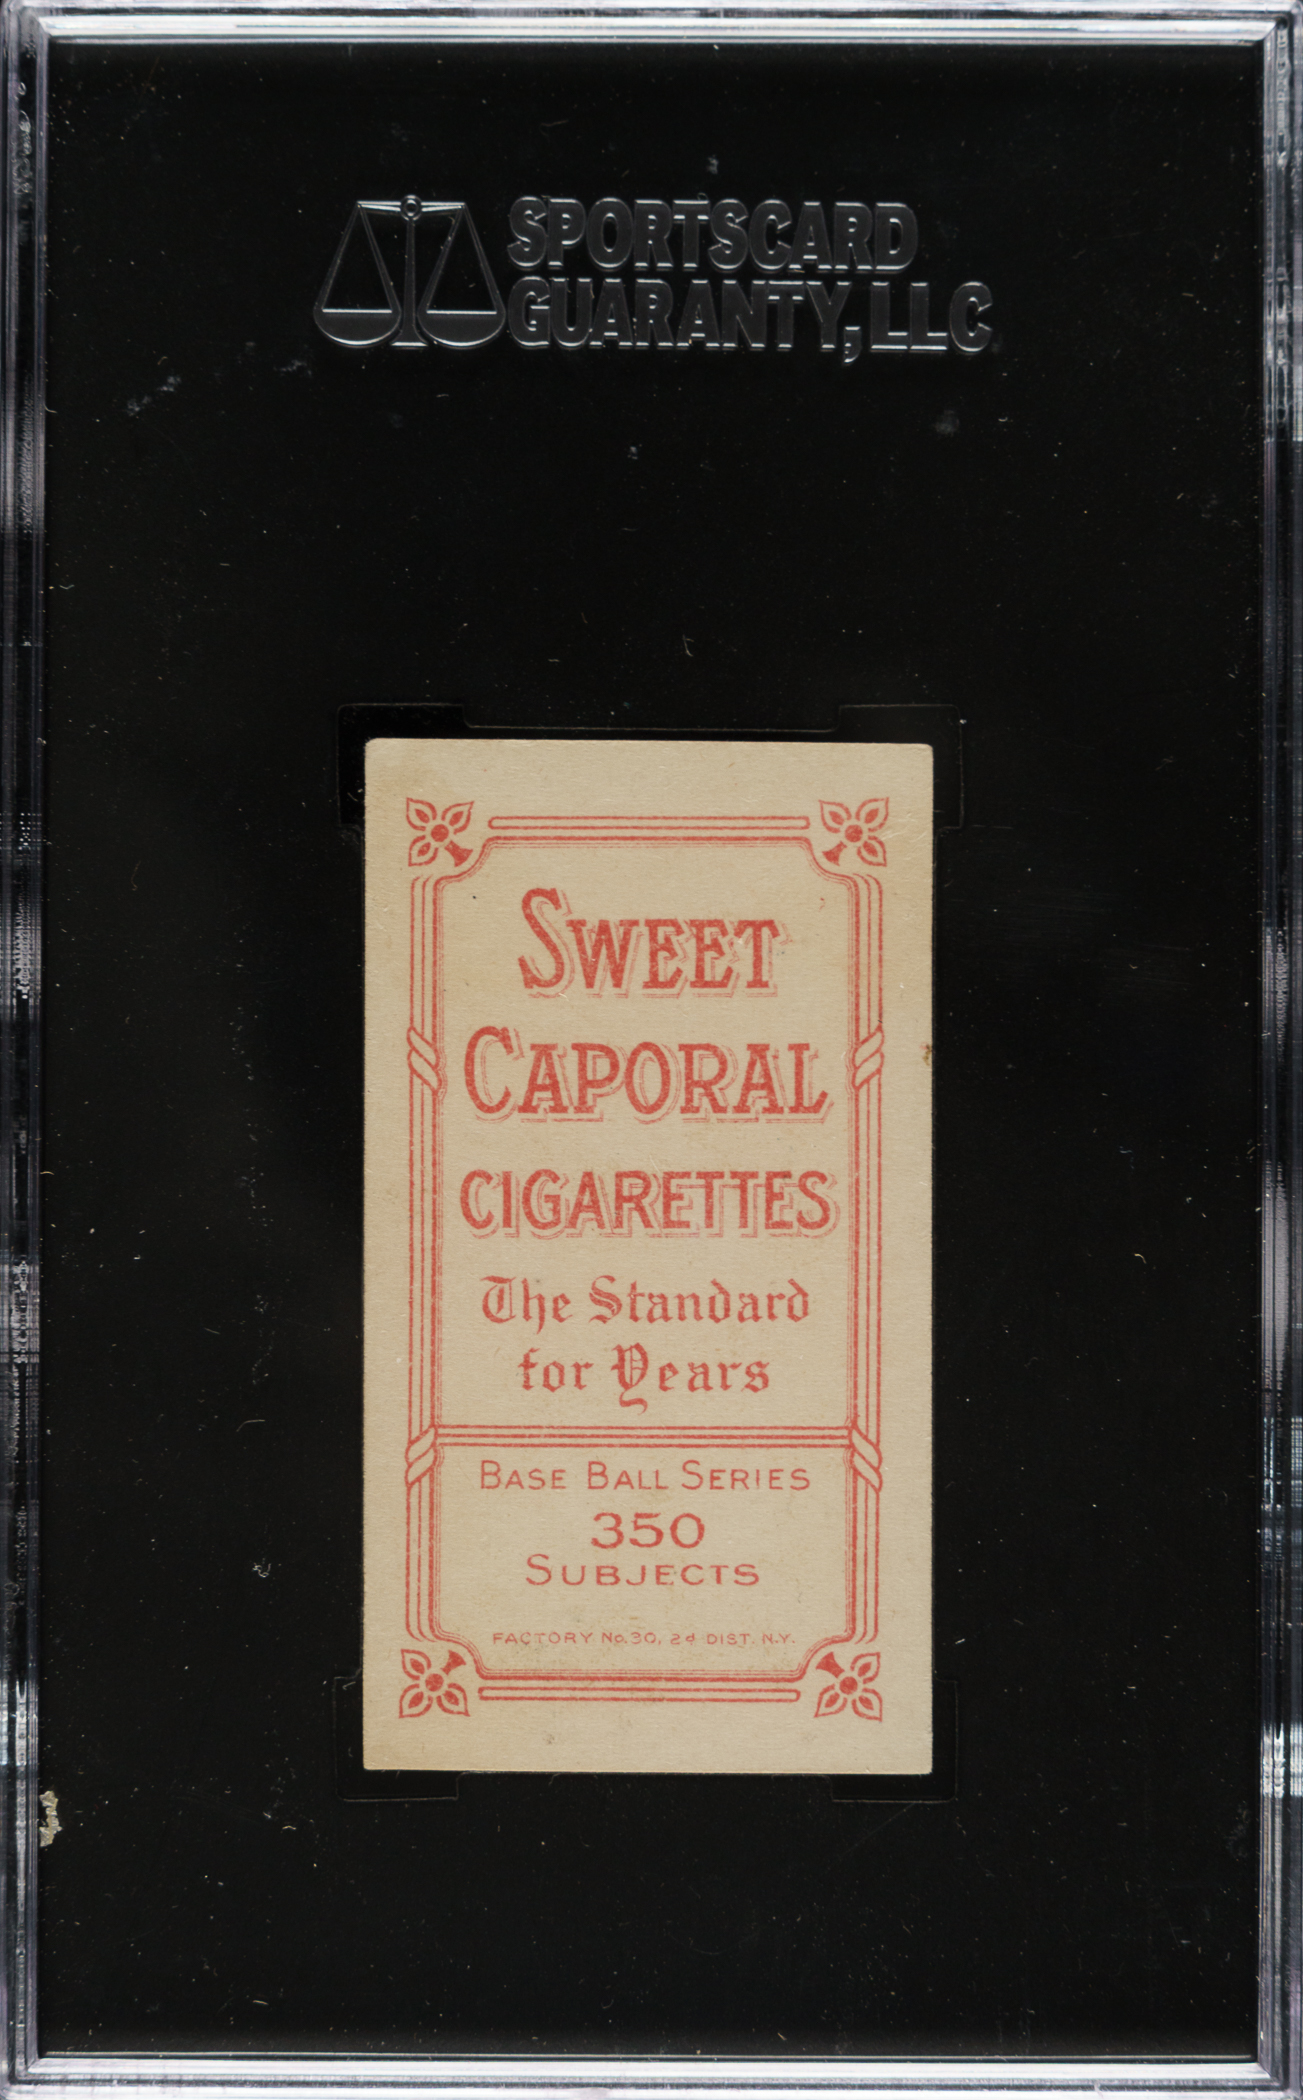 SPORTSCARD
GUARANTY, LLC
SWEET
CAPORAL
CIGARETTES
The Standard
for Years
BASE BALL SERIES
350
SUBJECTS
FACTORY No. 30, 2d DIST. N.Y.